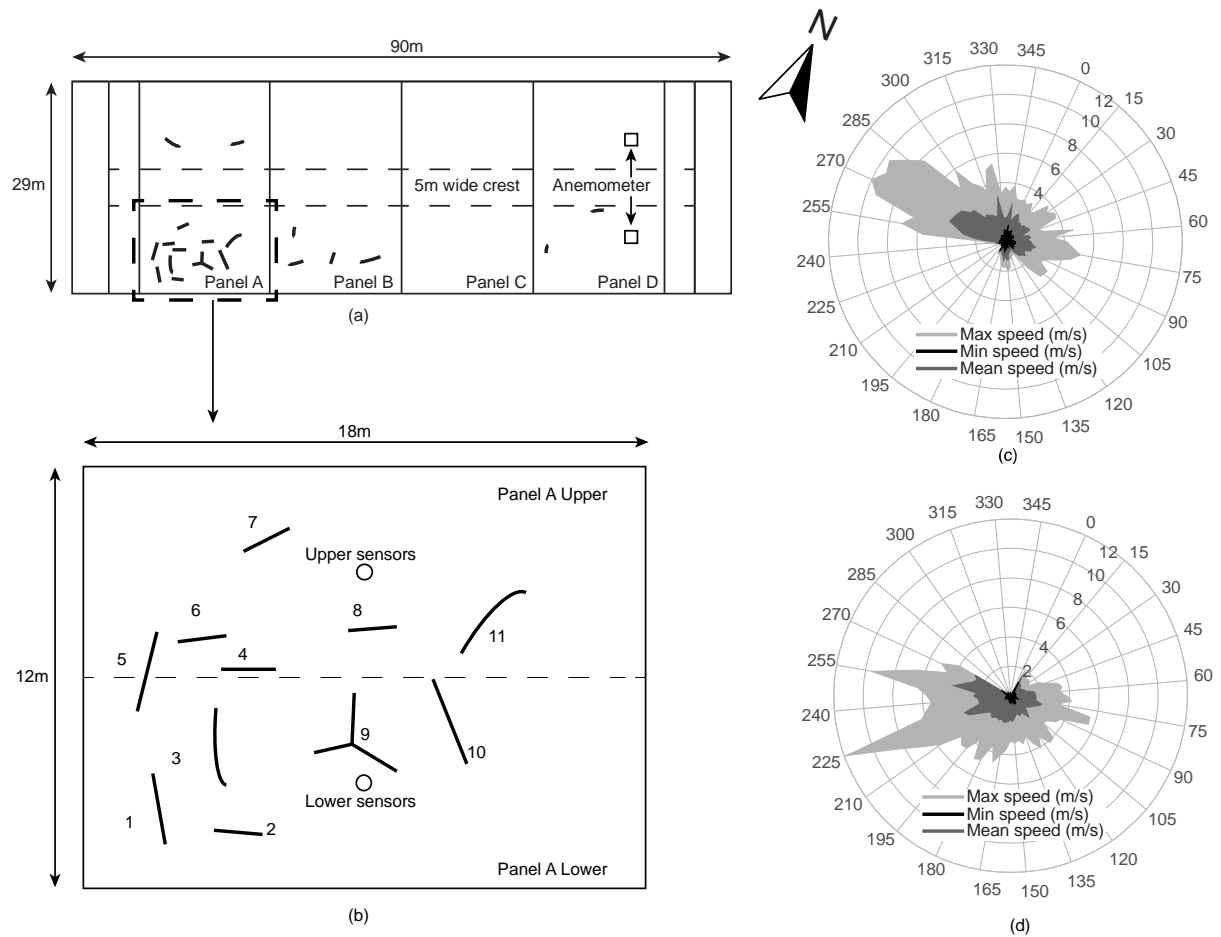 90m
29m
5m wide crest
Anemometer
Panel A
Panel B
Panel C
Panel D
(a)
N
18m
12m
Panel A Upper
7
Upper sensors
6
8
11
5
4
9
3
10
1
Lower sensors
2
Panel A Lower
(b)
330
345
315
0
300
12
15
10
285
30
8
270
6
45
4
255
60
240
75
225
90
210
105
195
120
180
135
165
150
Max speed (m/s)
Min speed (m/s)
Mean speed (m/s)
(c)
330
345
315
0
300
12
15
10
285
30
8
270
6
45
4
255
2
60
240
75
225
90
210
105
195
120
180
135
165
150
Max speed (m/s)
Min speed (m/s)
Mean speed (m/s)
(d)